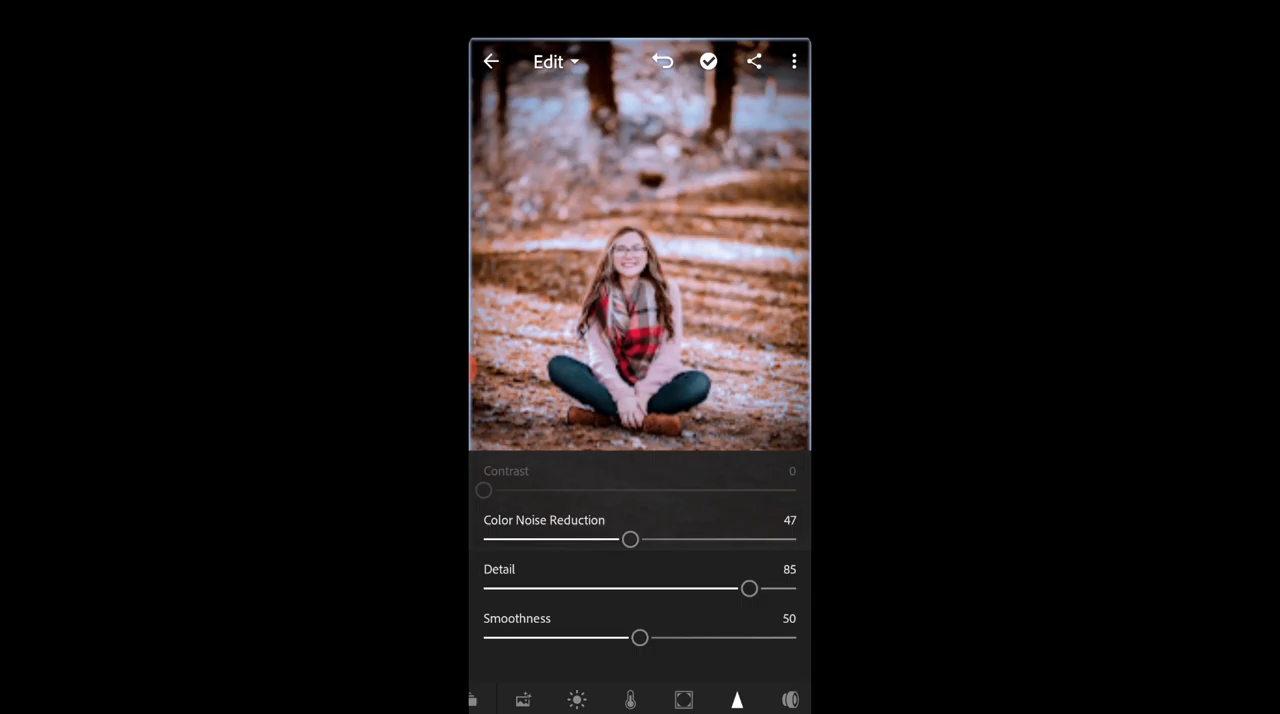 Edit
Contrast 0
Color Noise Reduction 47
Detail 85
Smoothness 50